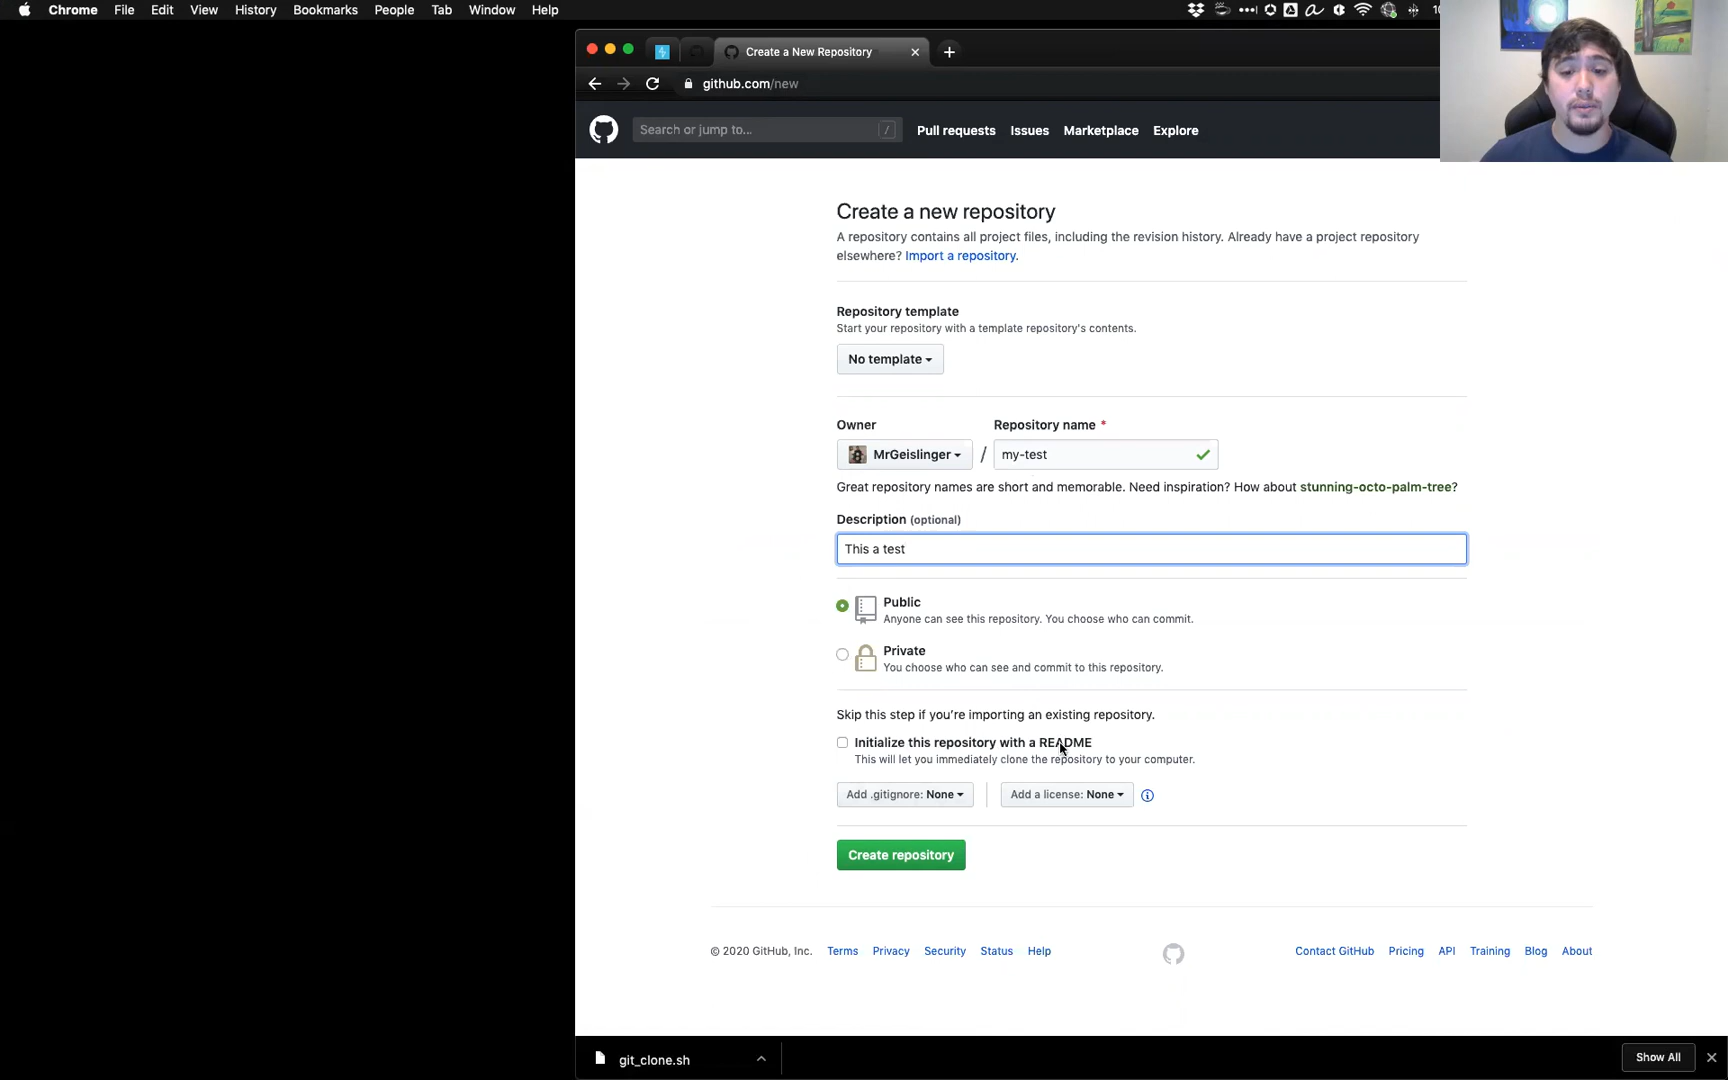 Chrome File Edit View History Bookmarks People Tab Window Help
Create a New Repository
github.com/new
Search or jump to... /
Pull requests Issues Marketplace Explore
Create a new repository
A repository contains all project files, including the revision history. Already have a project repository
elsewhere? Import a repository.
Repository template
Start your repository with a template repository's contents.
No template
Owner Repository name *
MrGeislinger / my-test
Great repository names are short and memorable. Need inspiration? How about stunning-octo-palm-tree?
Description (optional)
This a test
Public
Anyone can see this repository. You choose who can commit.
Private
You choose who can see and commit to this repository.
Skip this step if you're importing an existing repository.
Initialize this repository with a README
This will let you immediately clone the repository to your computer.
Add .gitignore: None Add a license: None
Create repository
© 2020 GitHub, Inc. Terms Privacy Security Status Help Contact GitHub Pricing API Training Blog About
git_clone.sh Show All